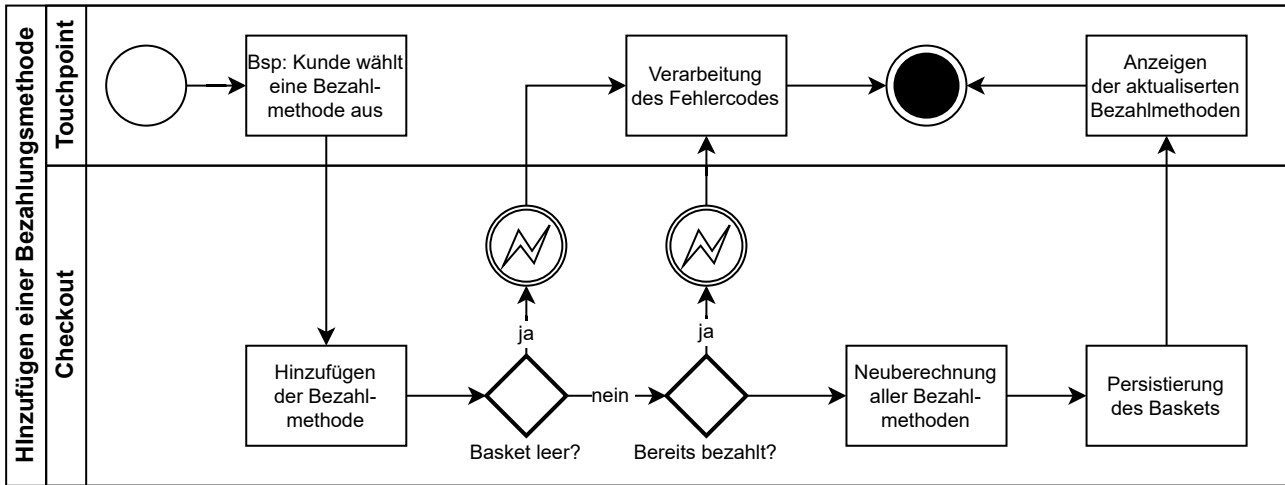 HInzufügen einer Bezahlungsmethode
Touchpoint
Bsp: Kunde wählt
eine Bezahl-
methode aus
Verarbeitung
des Fehlercodes
Anzeigen
der aktualiserten
Bezahlmethoden
Checkout
ja
ja
Hinzufügen
der Bezahl-
methode
nein
Neuberechnung
aller Bezahl-
methoden
Persistierung
des Baskets
Basket leer?
Bereits bezahlt?